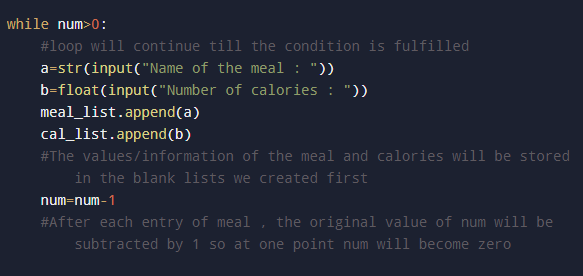 while num>0:
#loop will continue till the condition is fulfilled
a=str(input("Name of the meal : "))
b=float(input("Number of calories : "))
meal_list.append(a)
cal_list.append(b)
#The values/information of the meal and calories will be stored
in the blank lists we created first
num=num-1
#After each entry of meal , the original value of num will be
subtracted by 1 so at one point num will become zero